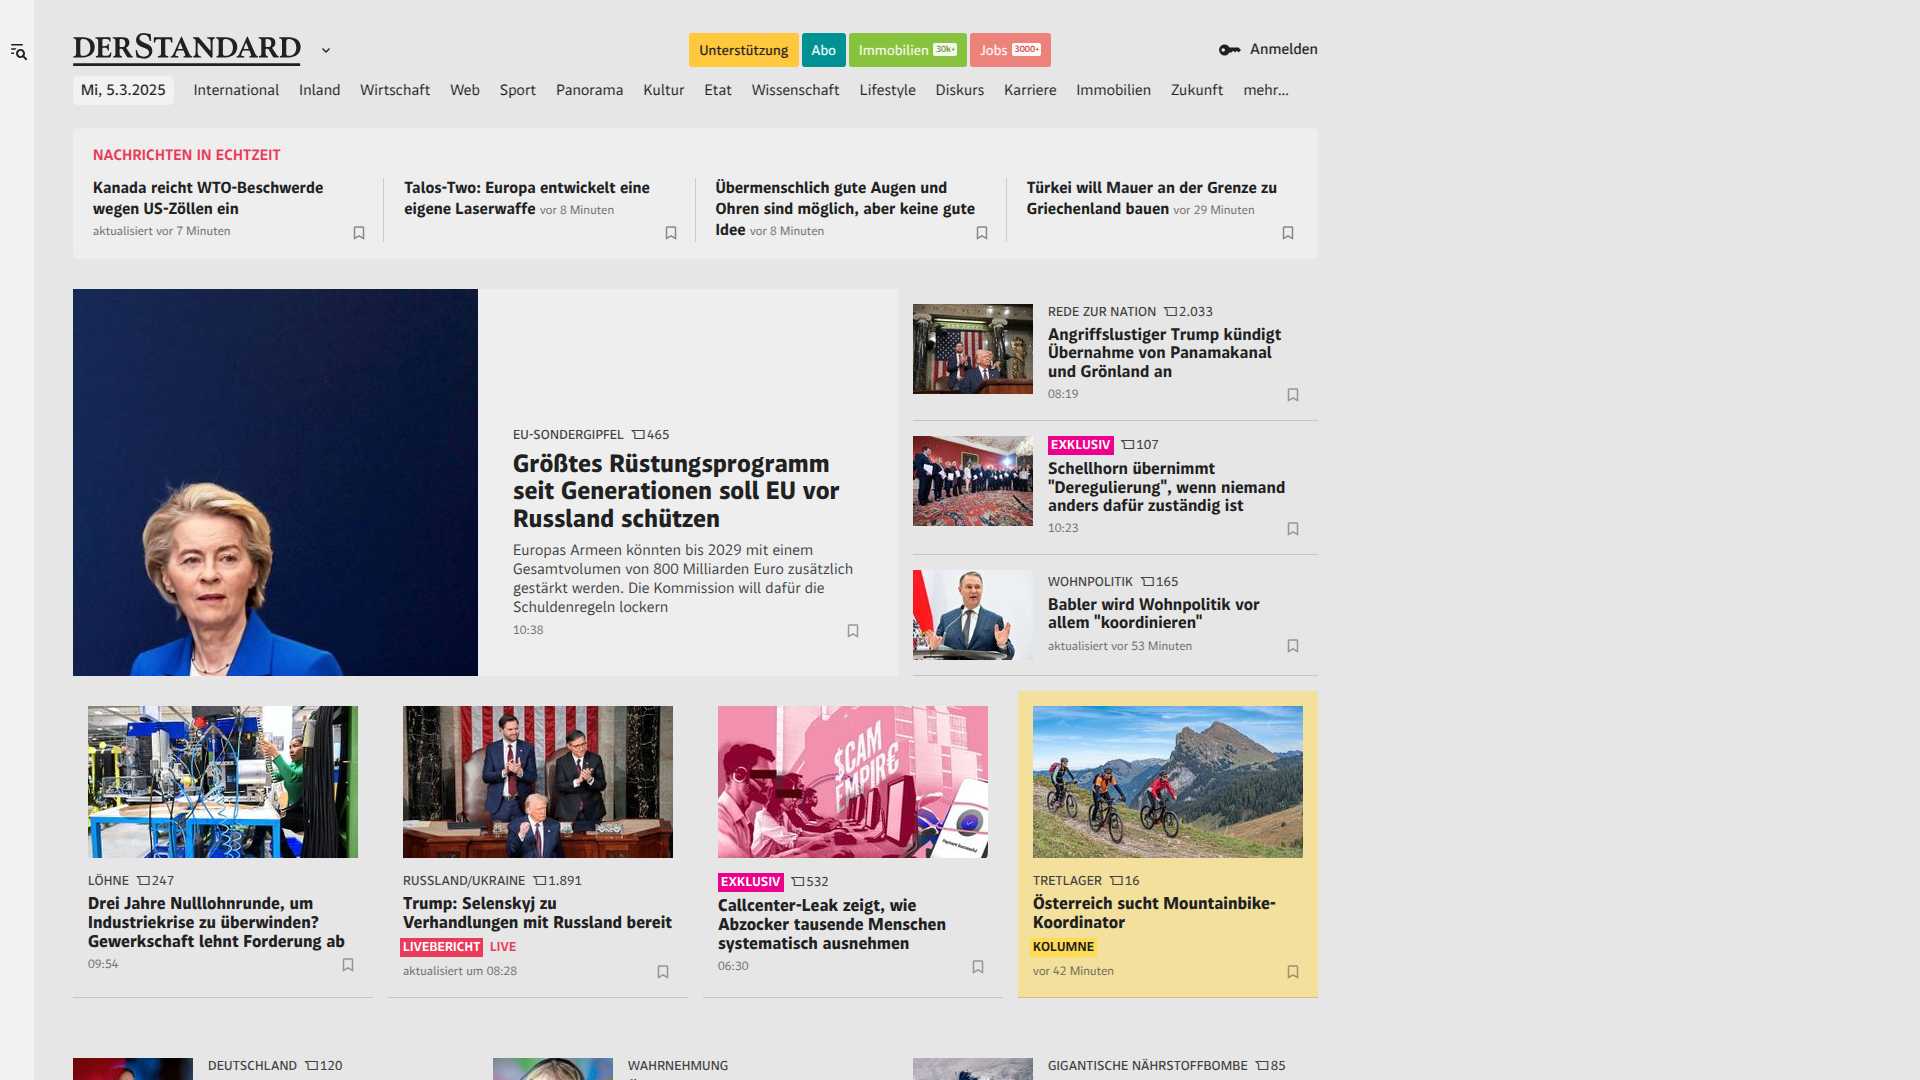 DERSTANDARD
Unterstützung
Abo
Immobilien 30k+
Jobs 3000+
Anmelden
Mi, 5.3.2025
International
Inland
Wirtschaft
Web
Sport
Panorama
Kultur
Etat
Wissenschaft
Lifestyle
Diskurs
Karriere
Immobilien
Zukunft
mehr...
NACHRICHTEN IN ECHTZEIT
Kanada reicht WTO-Beschwerde
wegen US-Zöllen ein
aktualisiert vor 7 Minuten
Talos-Two: Europa entwickelt eine
eigene Laserwaffe vor 8 Minuten
Übermenschlich gute Augen und
Ohren sind möglich, aber keine gute
Idee vor 8 Minuten
Türkei will Mauer an der Grenze zu
Griechenland bauen vor 29 Minuten
EU-SONDERGIPFEL 465
Größtes Rüstungsprogramm
seit Generationen soll EU vor
Russland schützen
Europas Armeen könnten bis 2029 mit einem
Gesamtvolumen von 800 Milliarden Euro zusätzlich
gestärkt werden. Die Kommission will dafür die
Schuldenregeln lockern
10:38
REDE ZUR NATION 2.033
Angriffslustiger Trump kündigt
Übernahme von Panamakanal
und Grönland an
08:19
EXKLUSIV 107
Schellhorn übernimmt
"Deregulierung", wenn niemand
anders dafür zuständig ist
10:23
WOHNPOLITIK 165
Babler wird Wohnpolitik vor
allem "koordinieren"
aktualisiert vor 53 Minuten
LÖHNE 247
Drei Jahre Nulllohnrunde, um
Industriekrise zu überwinden?
Gewerkschaft lehnt Forderung ab
09:54
RUSSLAND/UKRAINE 1.891
Trump: Selenskyj zu
Verhandlungen mit Russland bereit
LIVEBERICHT LIVE
aktualisiert um 08:28
$CAM
EMPIR€
EXKLUSIV 532
Callcenter-Leak zeigt, wie
Abzocker tausende Menschen
systematisch ausnehmen
06:30
TRETLAGER 16
Österreich sucht Mountainbike-
Koordinator
KOLUMNE
vor 42 Minuten
DEUTSCHLAND 120
WAHRNEHMUNG
GIGANTISCHE NÄHRSTOFFBOMBE 85